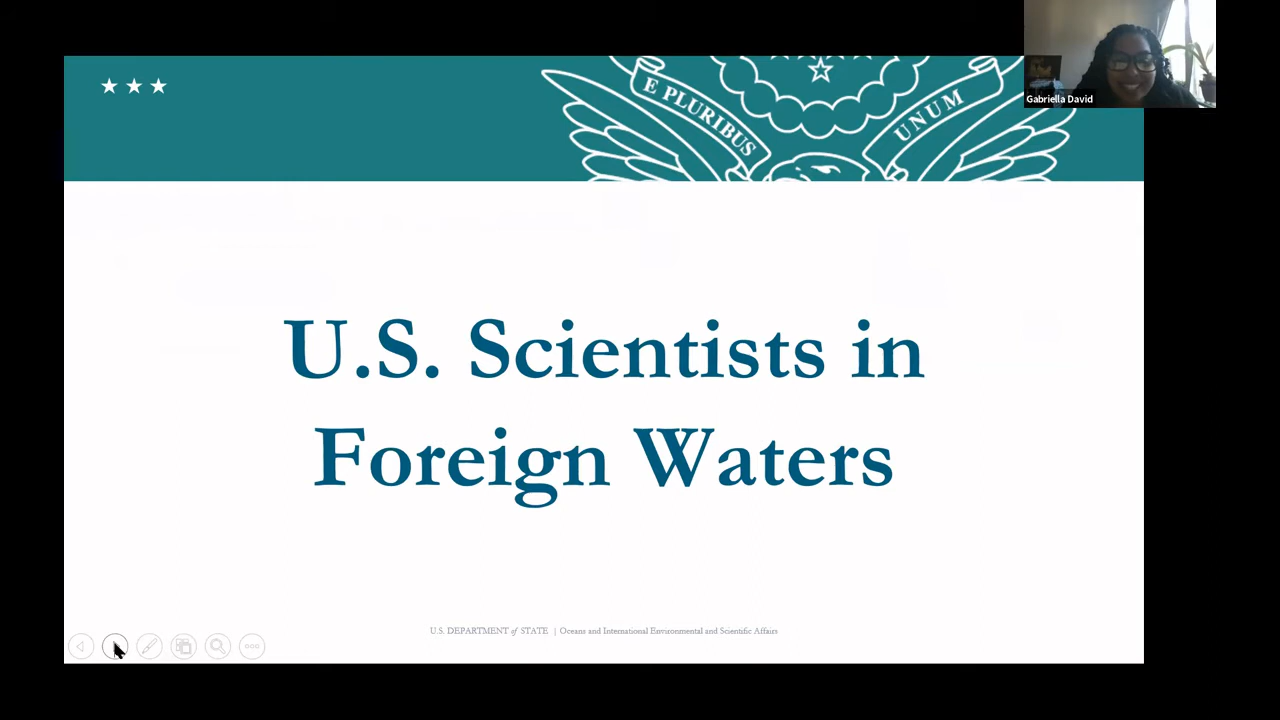 E PLURIBUS UNUM
Gabriella David
U.S. Scientists in
Foreign Waters
U.S. DEPARTMENT of STATE | Oceans and International Environmental and Scientific Affairs